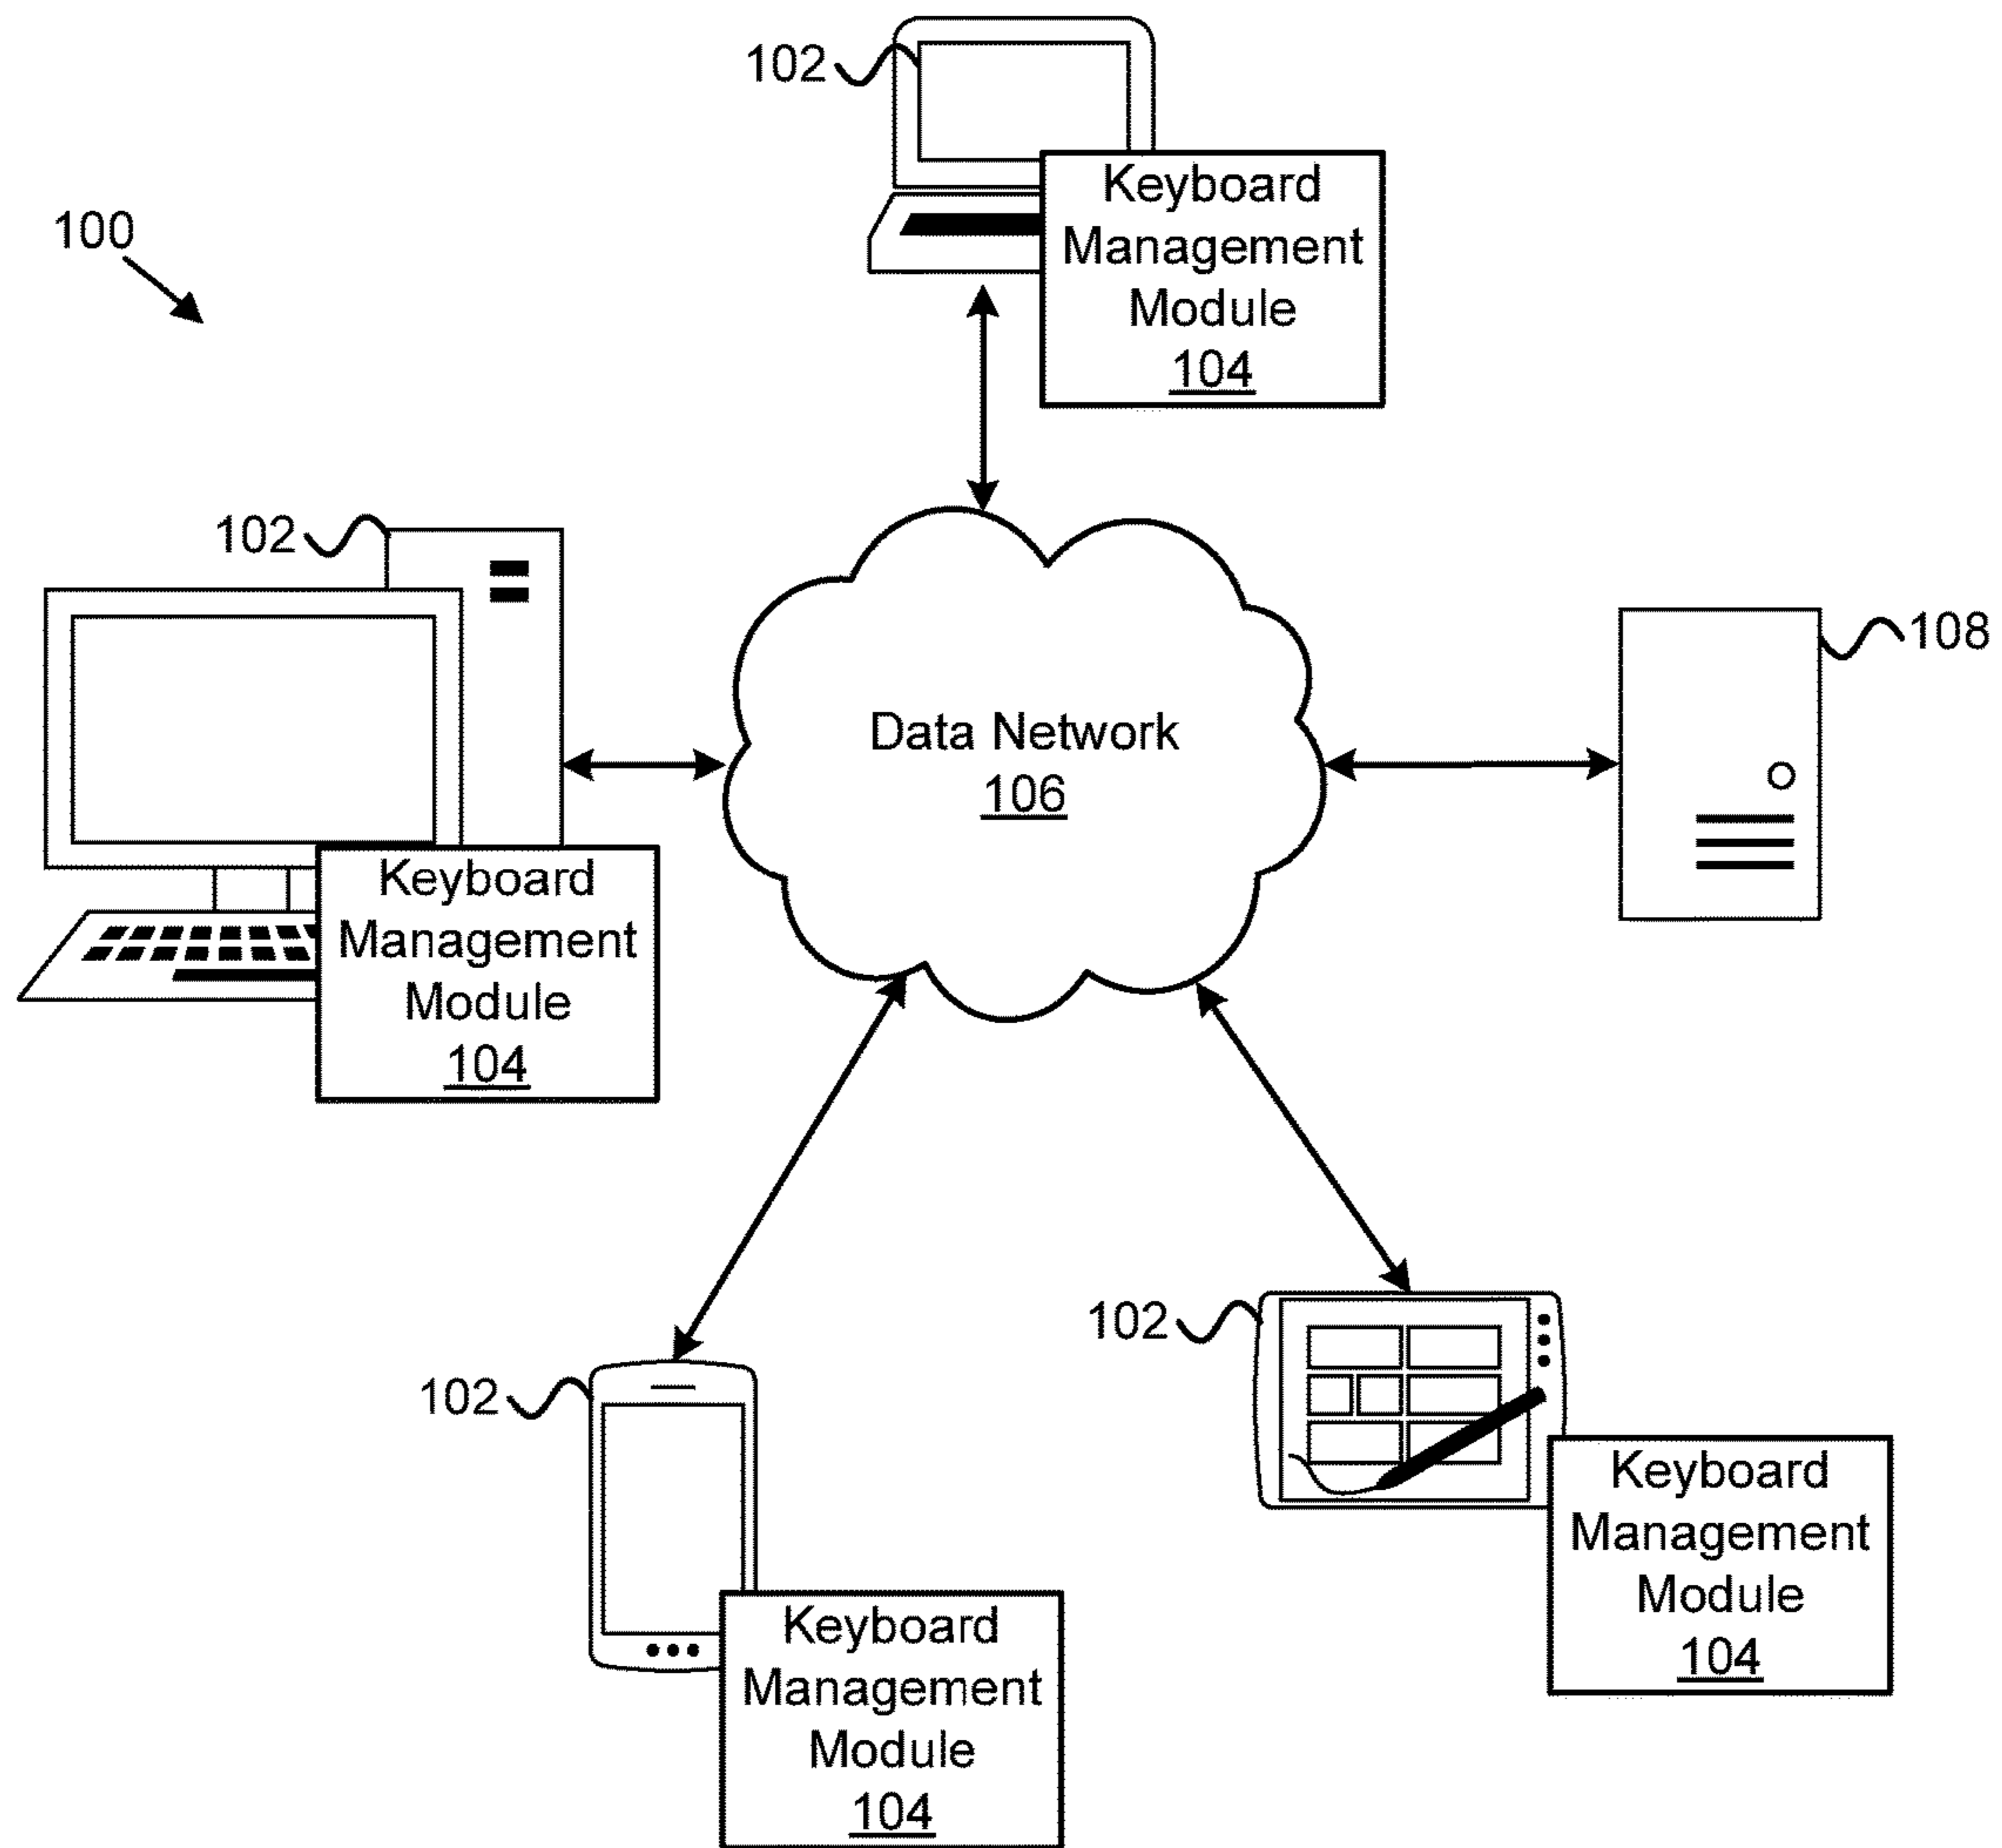 102
Keyboard
Management
Module
104
100
102
Keyboard
Management
Module
104
Data Network
106
108
102
Keyboard
Management
Module
104
102
Keyboard
Management
Module
104